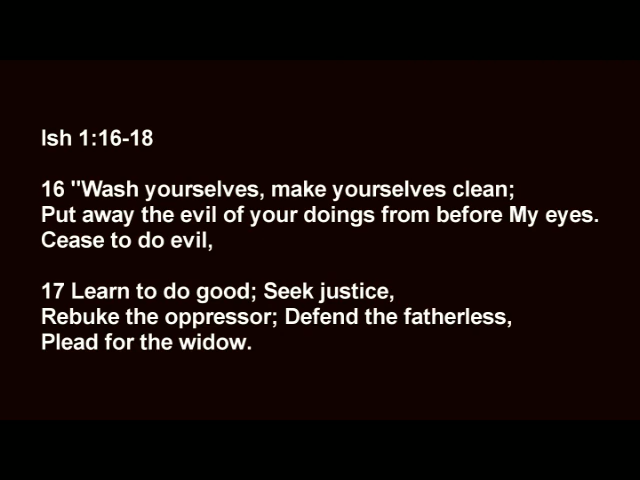 Ish 1:16-18
16 "Wash yourselves, make yourselves clean;
Put away the evil of your doings from before My eyes.
Cease to do evil,
17 Learn to do good; Seek justice,
Rebuke the oppressor; Defend the fatherless,
Plead for the widow.